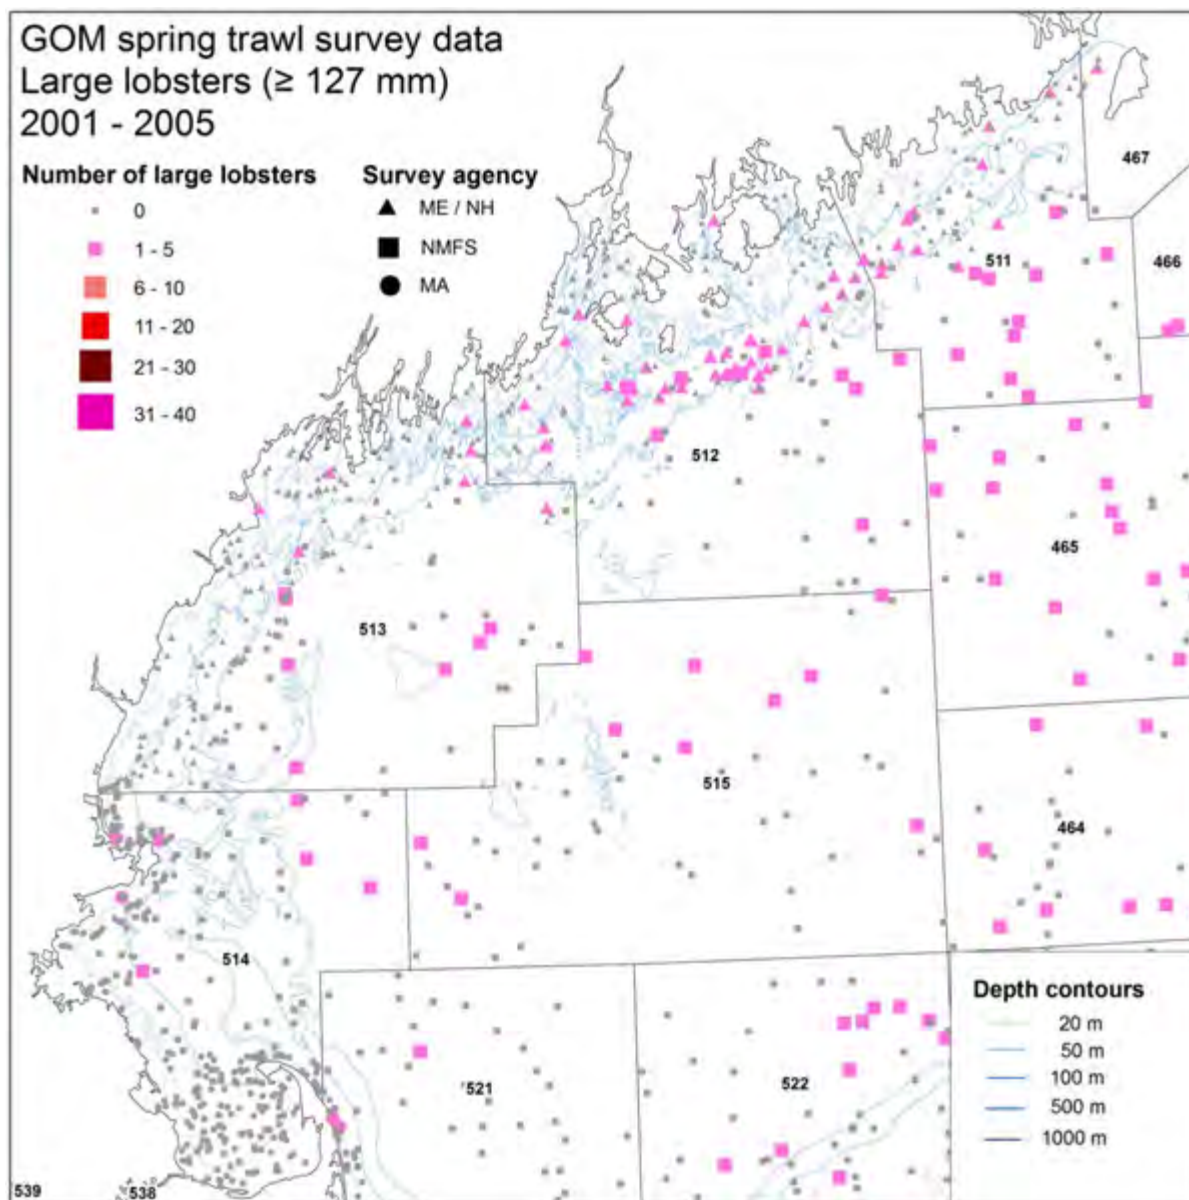 GOM spring trawl survey data
Large lobsters (≥ 127 mm)
2001 - 2005
Number of large lobsters
0
1 - 5
6 - 10
11 - 20
21 - 30
31 - 40
Survey agency
ME / NH
NMFS
MA
467
511
466
512
465
513
515
464
514
521
522
Depth contours
20 m
50 m
100 m
500 m
1000 m
539
538